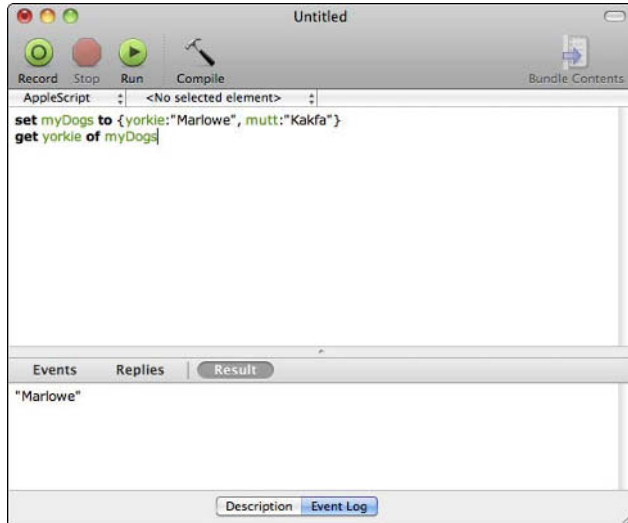 Untitled
Record Stop Run Compile Bundle Contents
AppleScript <No selected element>
set myDogs to {yorkie:"Marlowe", mutt:"Kakfa"}
get yorkie of myDogs
Events Replies Result
"Marlowe"
Description Event Log